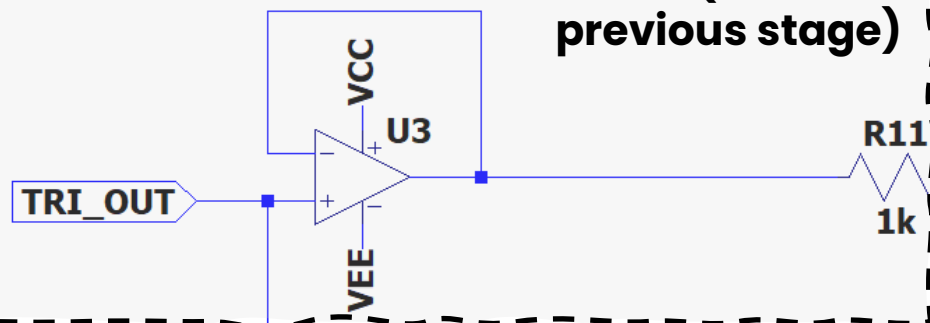 previous stage)
VCC
U3
R11
TRI_OUT
1k
VEE